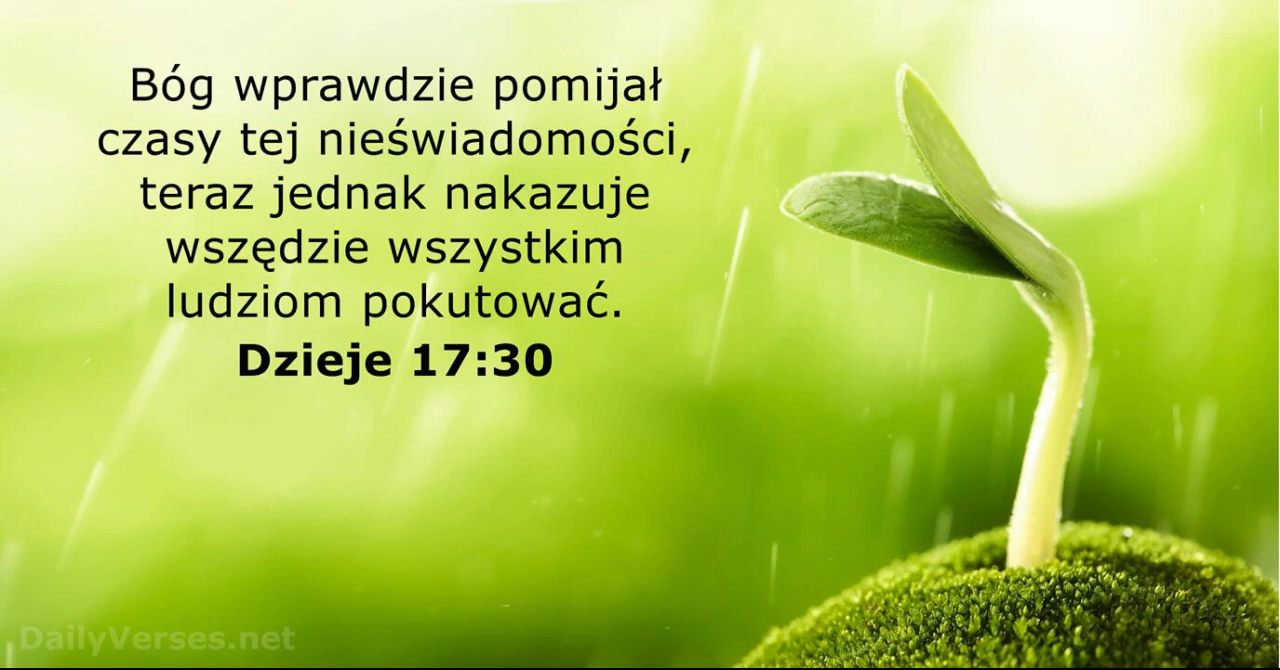 Bóg wprawdzie pomijał
czasy tej nieświadomości,
teraz jednak nakazuje
wszędzie wszystkim
ludziom pokutować.
Dzieje 17:30
DailyVerses.net